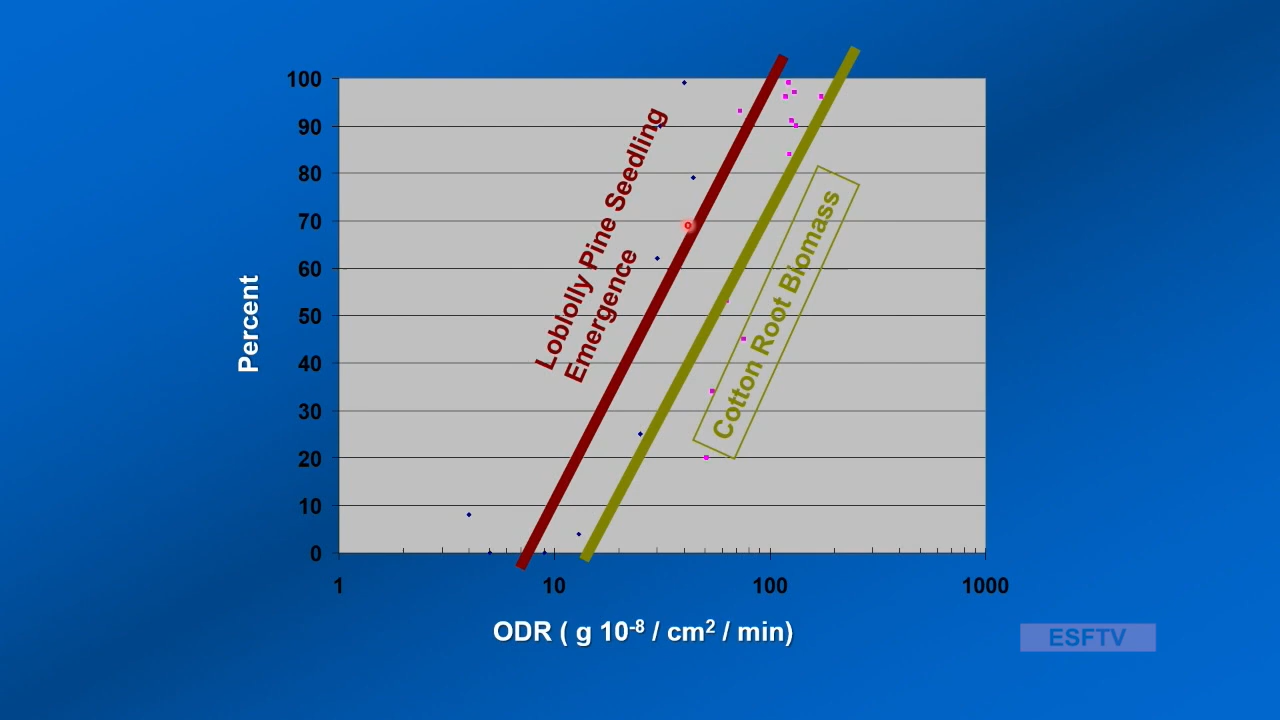 100
90
80
70
60
50
40
30
20
10
0
Percent
Loblolly Pine Seedling
Emergence
Cotton Root Biomass
1 10 100 1000
ODR ( g 10⁻⁸ / cm² / min)
ESFTV